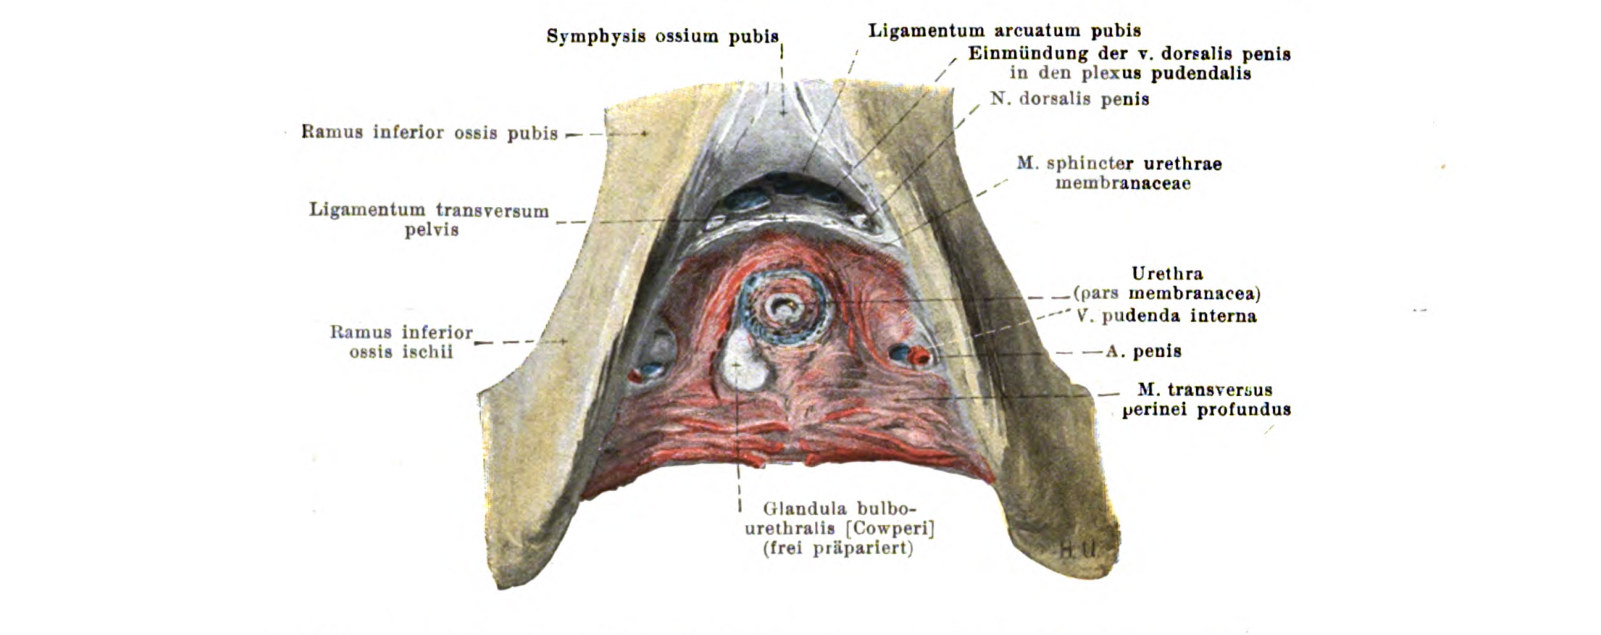 Symphysis ossium pubis
Ligamentum arcuatum pubis
Einmündung der v. dorsalis penis
in den plexus pudendalis
N. dorsalis penis
Ramus inferior ossis pubis
M. sphincter urethrae
membranaceae
Ligamentum transversum
pelvis
Urethra
(pars membranacea)
V. pudenda interna
Ramus inferior
ossis ischii
A. penis
M. transversus
perinei profundus
Glandula bulbo-
urethralis [Cowperi]
(frei präpariert)
H.U